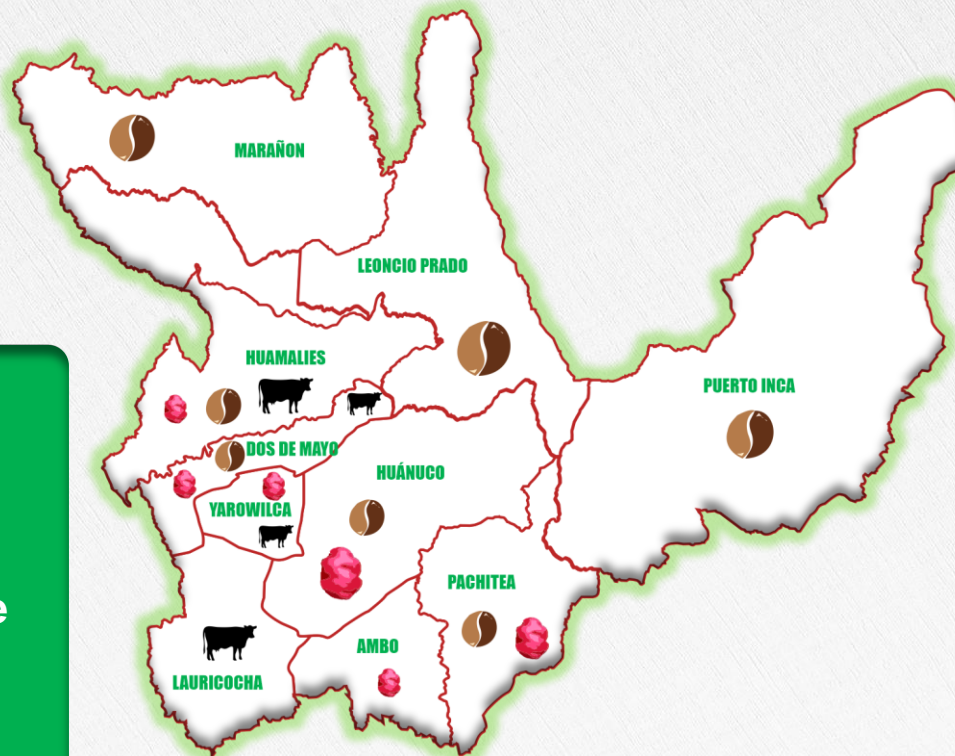 MARAÑON
LEONCIO PRADO
HUAMALIES
PUERTO INCA
DOS DE MAYO
HUÁNUCO
YAROWILCA
PACHITEA
AMBO
LAURICOCHA
e